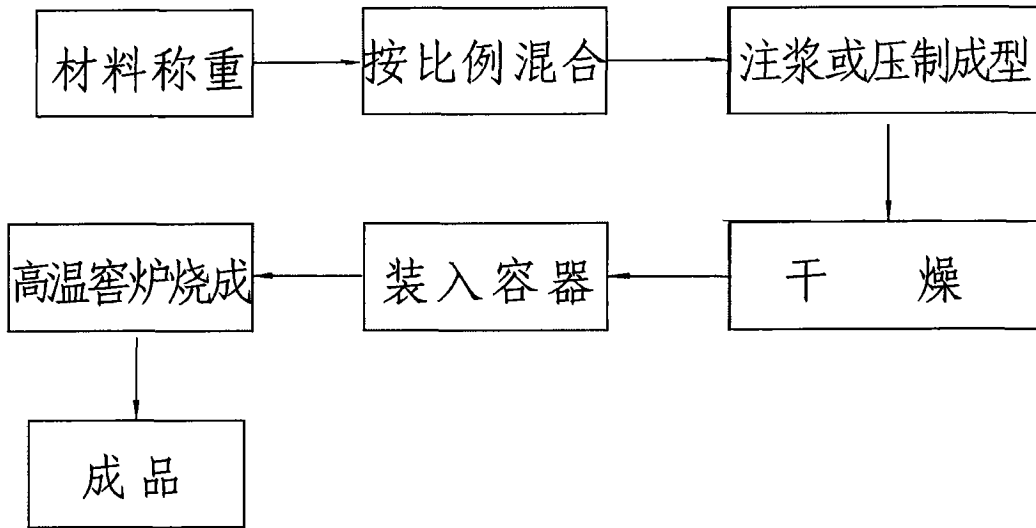 材料称重
按比例混合
注浆或压制成型
干燥
装入容器
高温窑炉烧成
成品